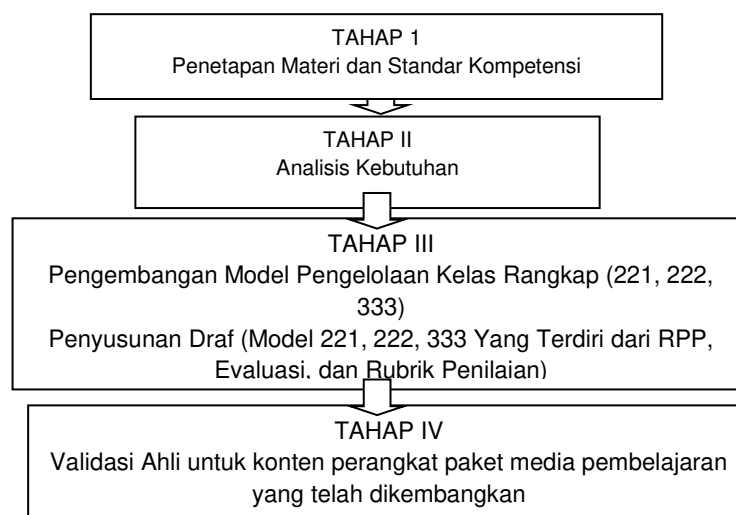 TAHAP 1
Penetapan Materi dan Standar Kompetensi
TAHAP II
Analisis Kebutuhan
TAHAP III
Pengembangan Model Pengelolaan Kelas Rangkap (221, 222,
333)
Penyusunan Draf (Model 221, 222, 333 Yang Terdiri dari RPP,
Evaluasi, dan Rubrik Penilaian)
TAHAP IV
Validasi Ahli untuk konten perangkat paket media pembelajaran
yang telah dikembangkan